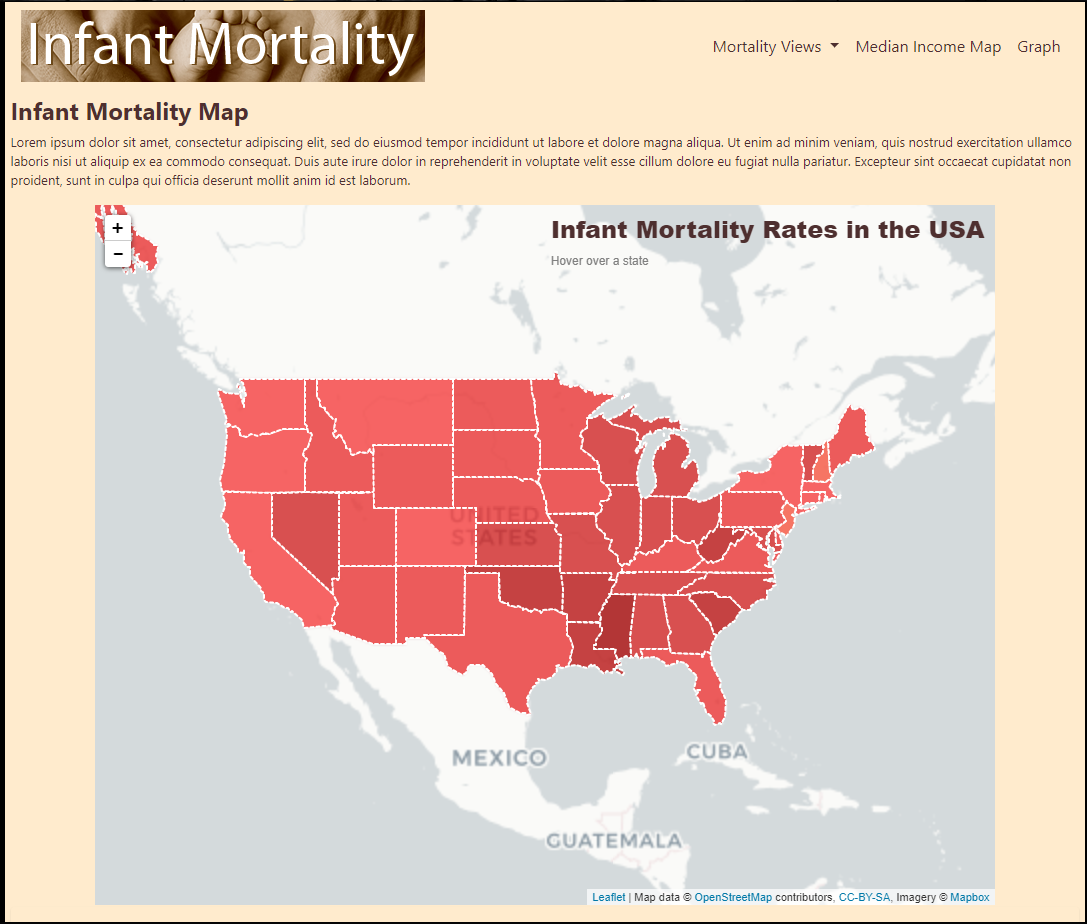 Infant Mortality
Mortality Views Median Income Map Graph
Infant Mortality Map
Lorem ipsum dolor sit amet, consectetur adipiscing elit, sed do eiusmod tempor incididunt ut labore et dolore magna aliqua. Ut enim ad minim veniam, quis nostrud exercitation ullamco
laboris nisi ut aliquip ex ea commodo consequat. Duis aute irure dolor in reprehenderit in voluptate velit esse cillum dolore eu fugiat nulla pariatur. Excepteur sint occaecat cupidatat non
proident, sunt in culpa qui officia deserunt mollit anim id est laborum.
+
−
Infant Mortality Rates in the USA
Hover over a state
UNITED
STATES
MEXICO
CUBA
GUATEMALA
Leaflet | Map data © OpenStreetMap contributors, CC-BY-SA, Imagery © Mapbox